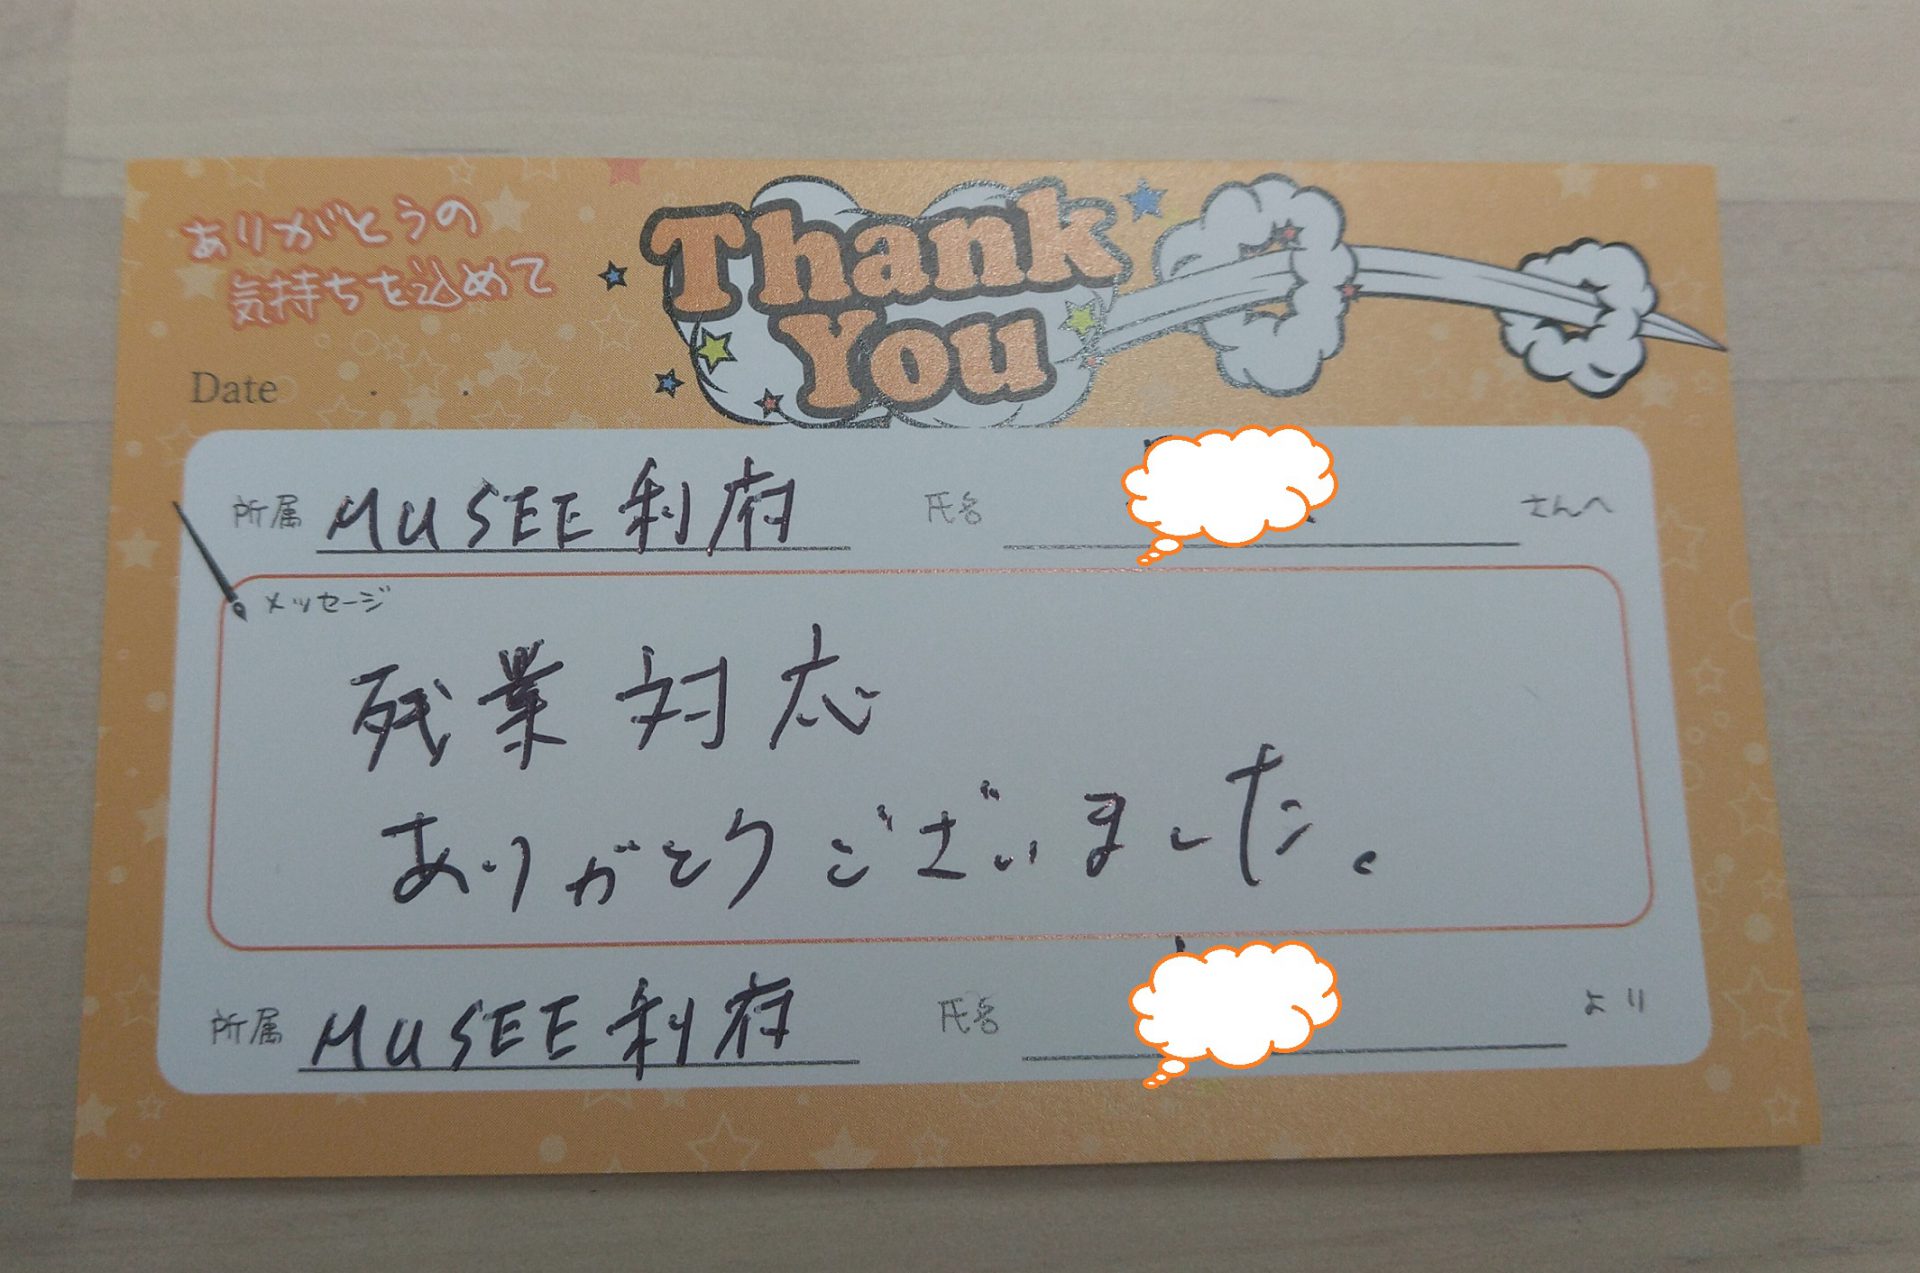 ありがとうの
気持ちを込めて
Thank
You
Date . .
所属 MUSEE利府 氏名 さんへ
メッセージ
残業対応
ありがとうございました。
所属 MUSEE利府 氏名 より